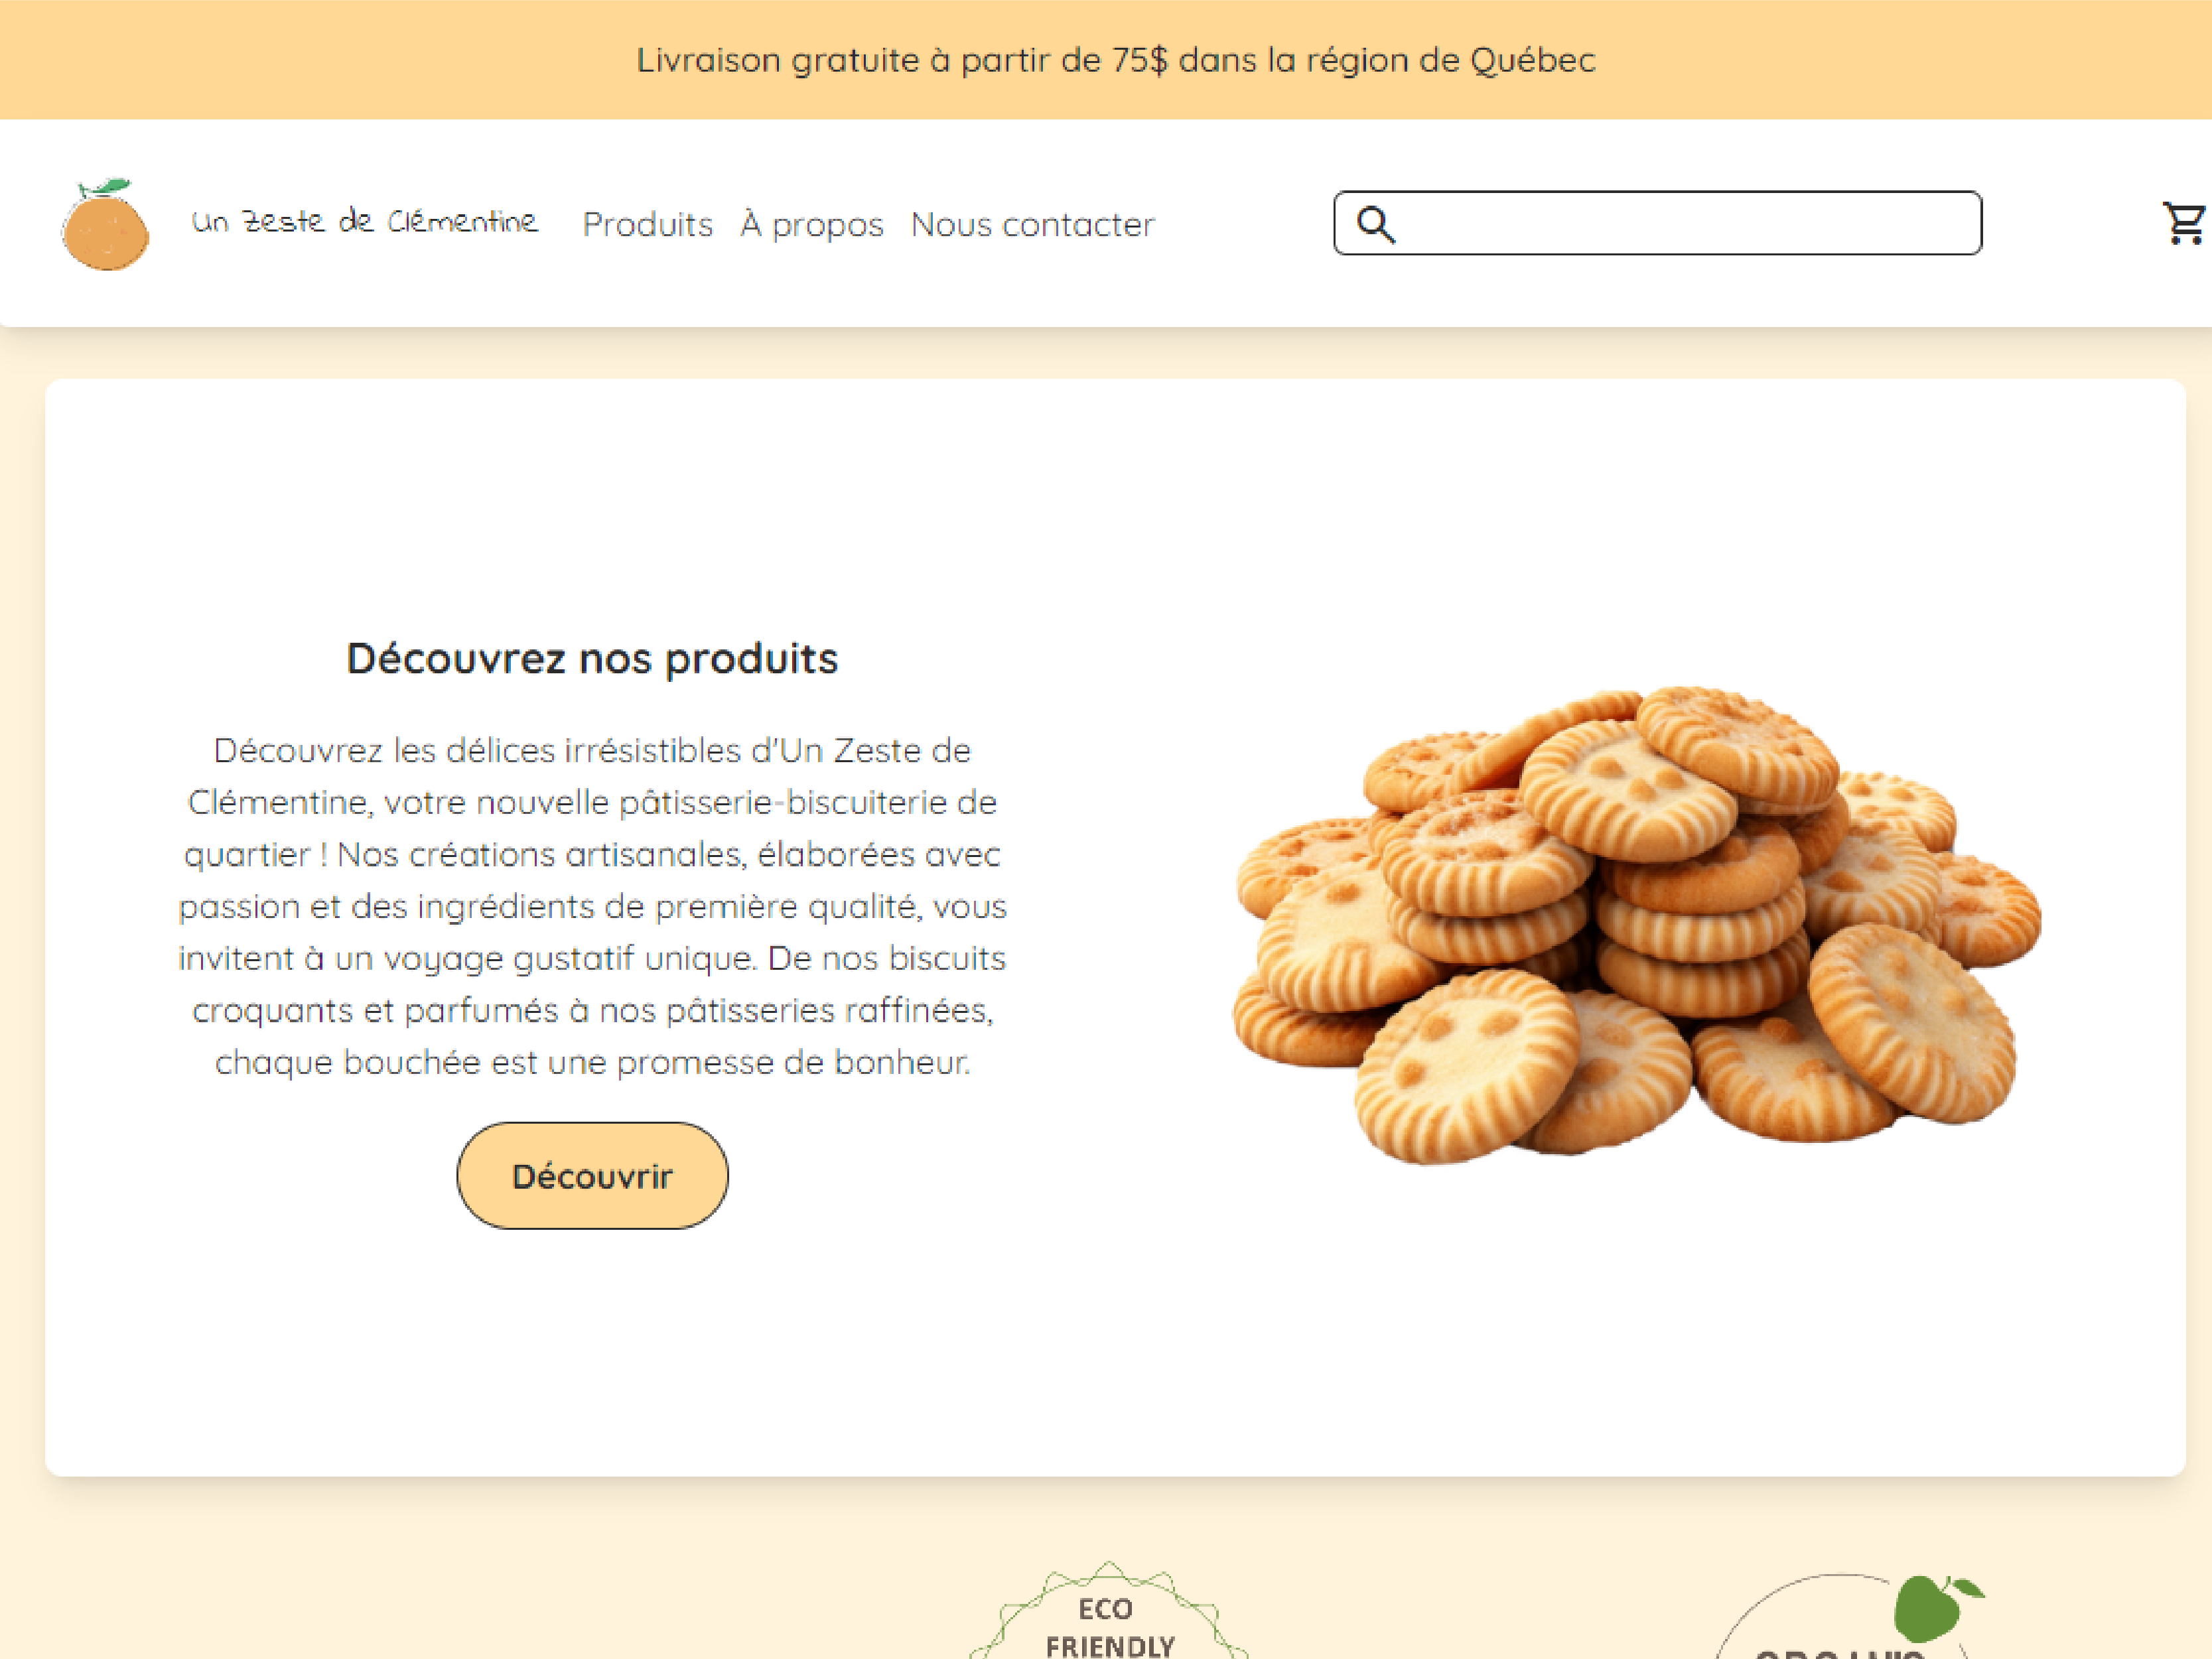 Livraison gratuite à partir de 75$ dans la région de Québec
Un Zeste de Clémentine
Produits À propos Nous contacter
Découvrez nos produits
Découvrez les délices irrésistibles d'Un Zeste de
Clémentine, votre nouvelle pâtisserie-biscuiterie de
quartier ! Nos créations artisanales, élaborées avec
passion et des ingrédients de première qualité, vous
invitent à un voyage gustatif unique. De nos biscuits
croquants et parfumés à nos pâtisseries raffinées,
chaque bouchée est une promesse de bonheur.
Découvrir
ECO
FRIENDLY